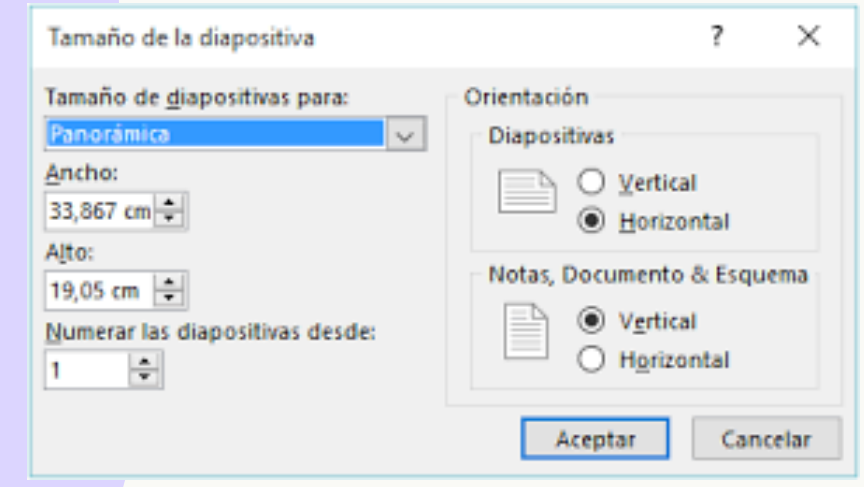 Tamaño de la diapositiva
?
Tamaño de diapositivas para:
Panorámica
Ancho:
33,867 cm
Alto:
19,05 cm
Numerar las diapositivas desde:
1
Orientación
Diapositivas
Vertical
Horizontal
Notas, Documento & Esquema
Vertical
Horizontal
Aceptar
Cancelar